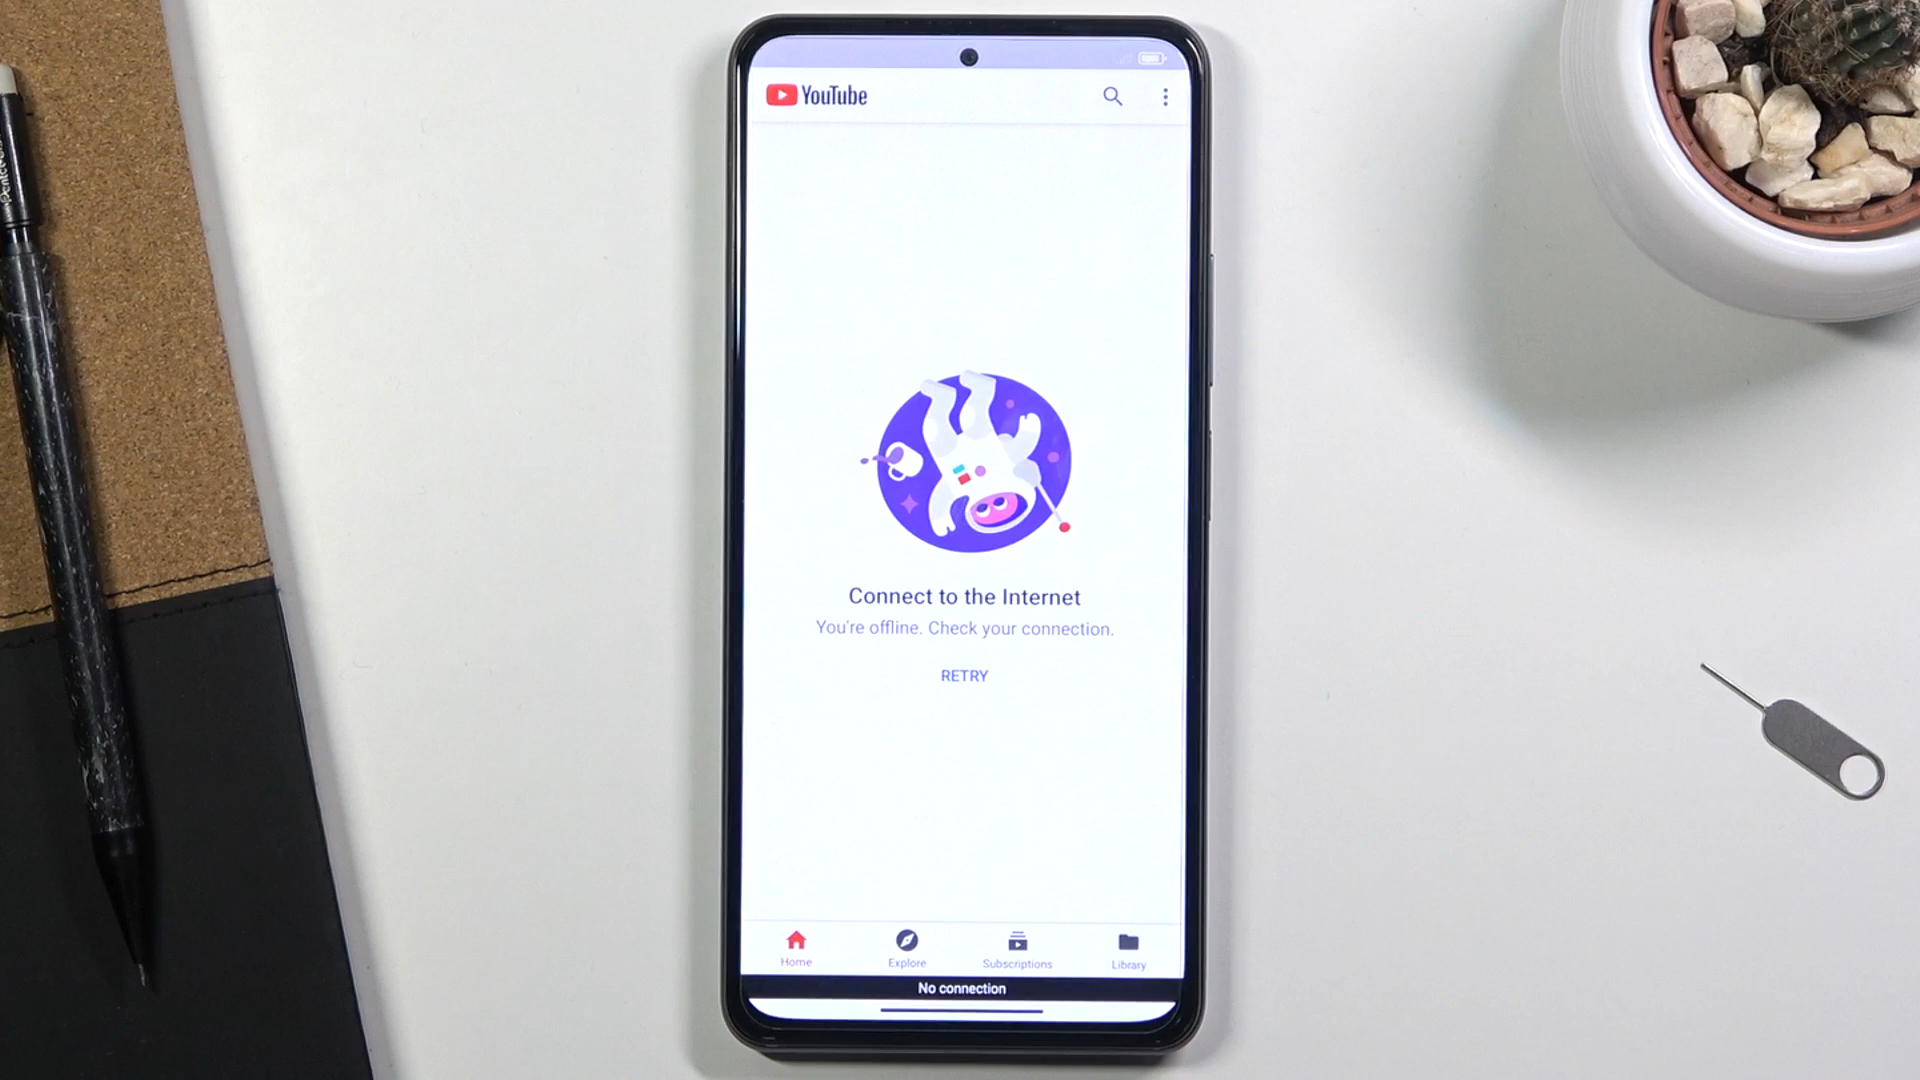 YouTube
Connect to the Internet
You're offline. Check your connection.
RETRY
Home
Explore
Subscriptions
Library
No connection